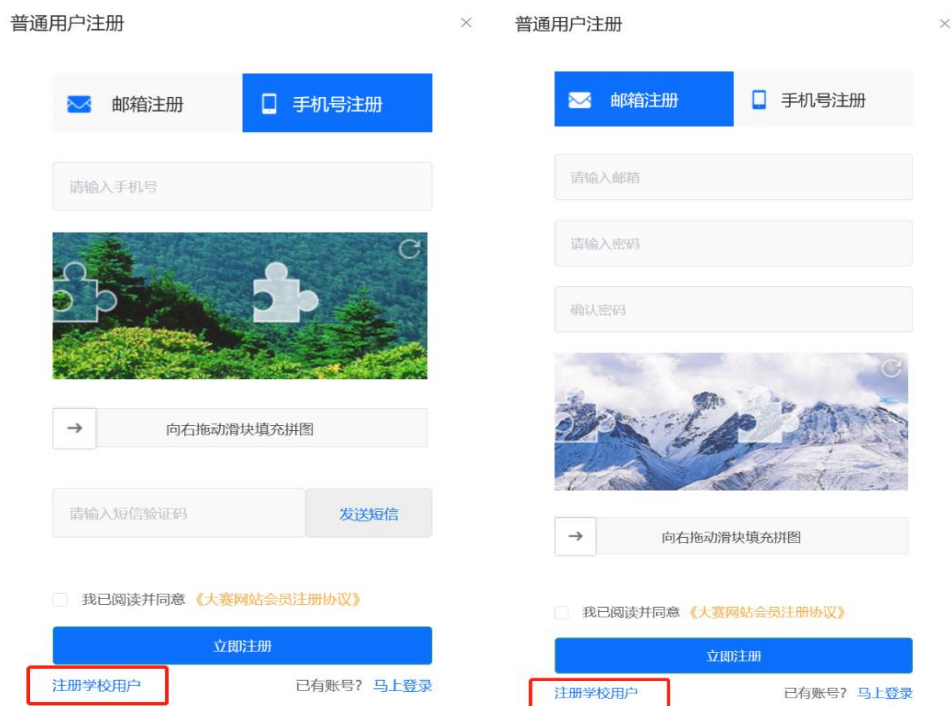 普通用户注册
×
邮箱注册
手机号注册
请输入手机号
→ 向右拖动滑块填充拼图
请输入短信验证码
发送短信
我已阅读并同意《大赛网站会员注册协议》
立即注册
注册学校用户
已有账号? 马上登录
普通用户注册
×
邮箱注册
手机号注册
请输入邮箱
请输入密码
确认密码
→ 向右拖动滑块填充拼图
我已阅读并同意《大赛网站会员注册协议》
立即注册
注册学校用户
已有账号? 马上登录